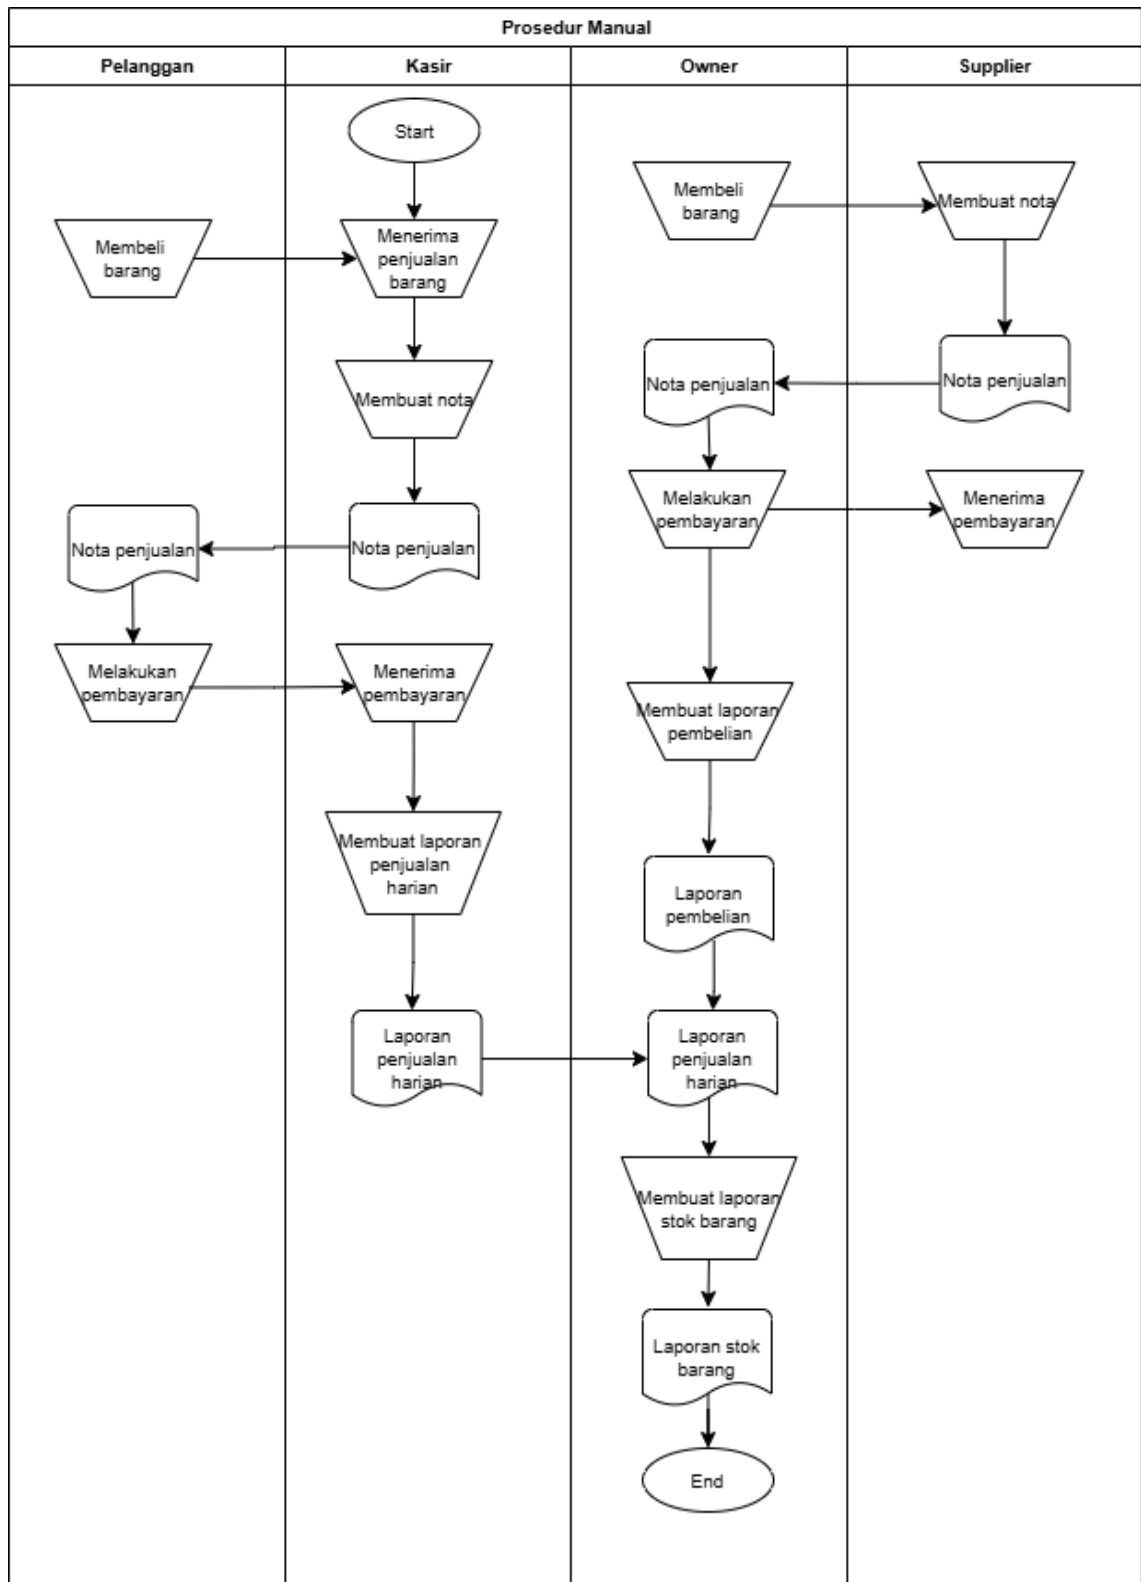 Prosedur Manual
Pelanggan
Kasir
Owner
Supplier
Start
Membeli
barang
Membuat nota
Membeli
barang
Menerima
penjualan
barang
Nota penjualan
Nota penjualan
Membuat nota
Melakukan
pembayaran
Menerima
pembayaran
Nota penjualan
Nota penjualan
Melakukan
pembayaran
Menerima
pembayaran
Membuat laporan
pembelian
Membuat laporan
penjualan
harian
Laporan
pembelian
Laporan
penjualan
harian
Laporan
penjualan
harian
Membuat laporan
stok barang
Laporan stok
barang
End